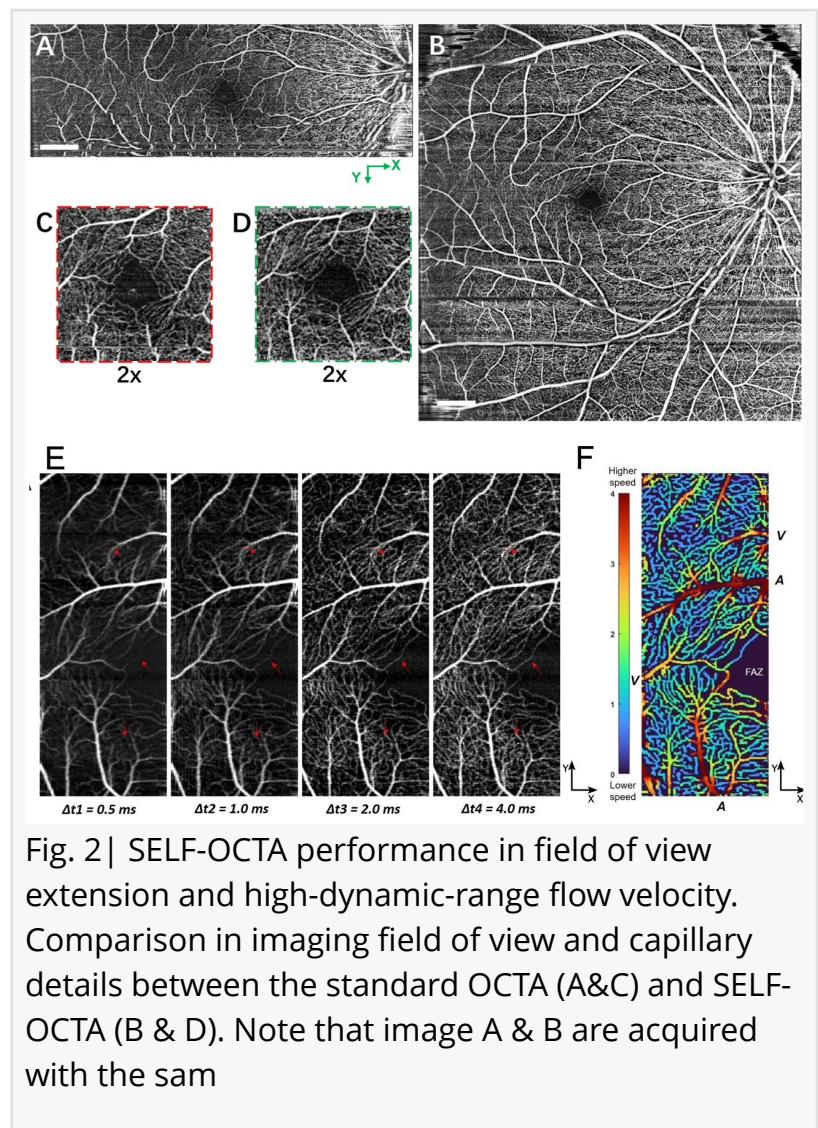 A
B
X
Y
C
D
2x
2x
E
F
Higher
speed
4
V
A
3
2
FAZ
V
1
0
Lower
speed
Y
X
Y
X
A
Δt1 = 0.5 ms
Δt2 = 1.0 ms
Δt3 = 2.0 ms
Δt4 = 4.0 ms
Fig. 2| SELF-OCTA performance in field of view
extension and high-dynamic-range flow velocity.
Comparison in imaging field of view and capillary
details between the standard OCTA (A&C) and SELF-
OCTA (B & D). Note that image A & B are acquired
with the sam